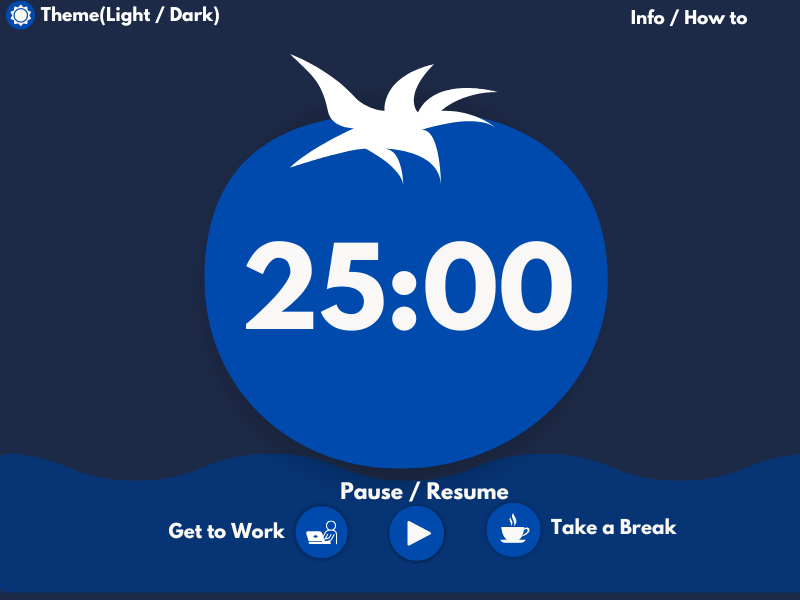 Theme(Light / Dark)
Info / How to
25:00
Pause / Resume
Get to Work
Take a Break